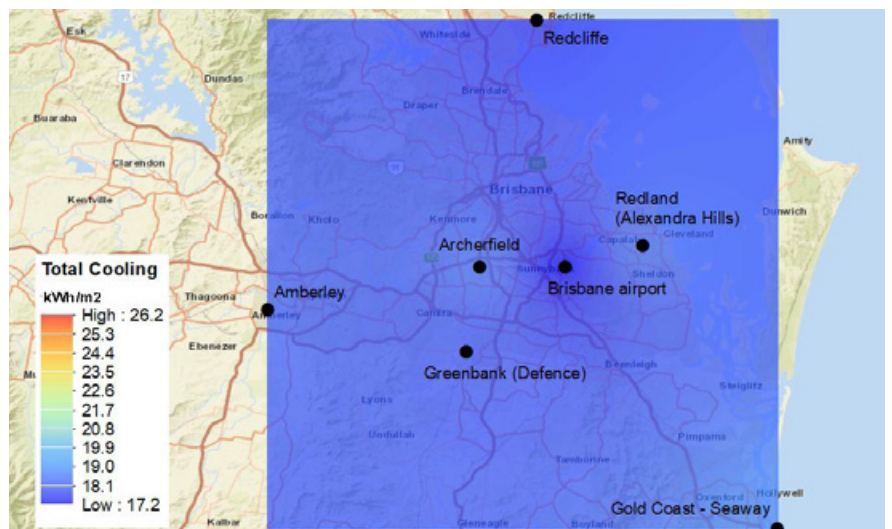 Esk
Whiteside
Redcliffe
Redcliffe
17
Dundas
Brendale
Buaraba
Draper
Clarendon
Amity
Kentville
Brisbane
Borallon
Kholo
Kenmore
Redland
(Alexandra Hills)
Dunwich
Cleveland
Archerfield
Sunnyba
Sheldon
Brisbane airport
Total Cooling
kWh/m2
High : 26.2
25.3
24.4
23.5
22.6
21.7
20.8
19.9
19.0
18.1
Low : 17.2
Thagoona
Amberley
Amberley
Ebenezer
Greenbank (Defence)
Beenleigh
Lyons
Steiglitz
Undullah
Pimpama
Tamborine
Oxenford
Hollywell
Gold Coast - Seaway
Kalbar
Gleneagle
Boyland